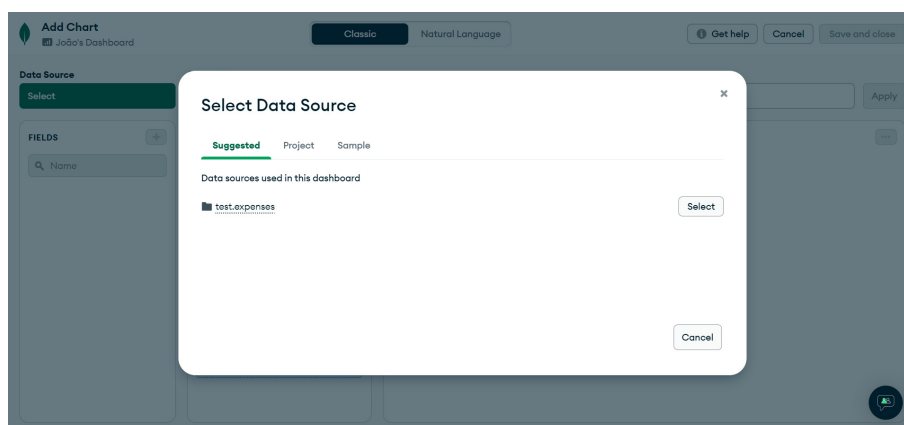 Add Chart
João's Dashboard
Classic
Natural Language
Get help
Cancel
Save and close
Data Source
Select
Apply
FIELDS
Name
Select Data Source
Suggested
Project
Sample
Data sources used in this dashboard
test.expenses
Select
Cancel